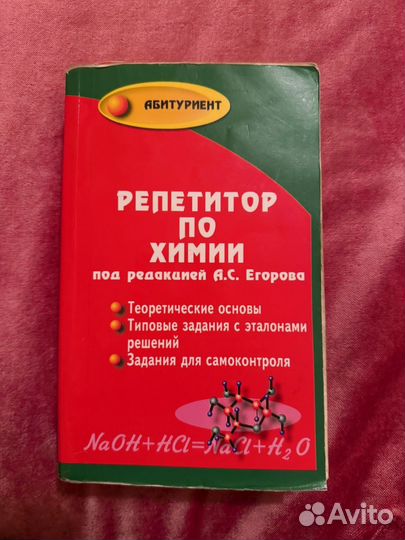 АБИТУРИЕНТ
РЕПЕТИТОР
ПО
ХИМИИ
под редакцией А.С. Егорова
Теоретические основы
Типовые задания с эталонами
решений
Задания для самоконтроля
NaOH+HCl=NaCl+H₂O
Avito